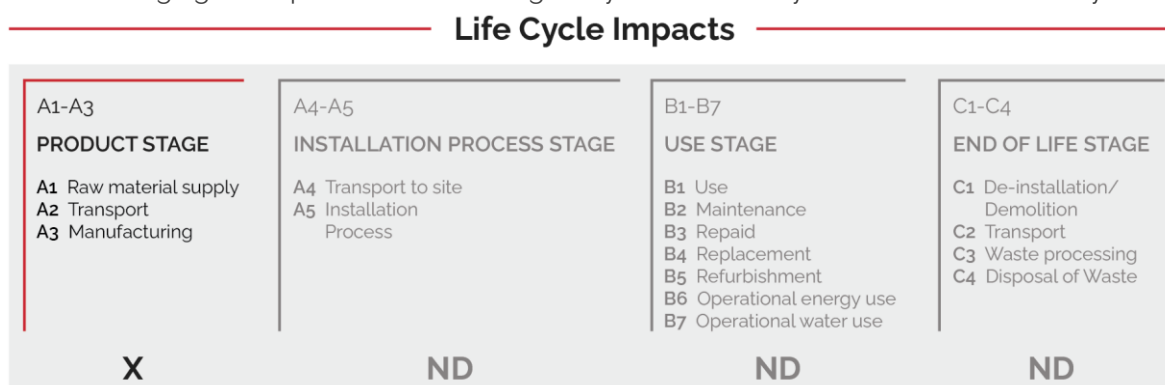 Life Cycle Impacts
A1-A3
PRODUCT STAGE
A1 Raw material supply
A2 Transport
A3 Manufacturing
X
A4-A5
INSTALLATION PROCESS STAGE
A4 Transport to site
A5 Installation
Process
ND
B1-B7
USE STAGE
B1 Use
B2 Maintenance
B3 Repaid
B4 Replacement
B5 Refurbishment
B6 Operational energy use
B7 Operational water use
ND
C1-C4
END OF LIFE STAGE
C1 De-installation/
Demolition
C2 Transport
C3 Waste processing
C4 Disposal of Waste
ND